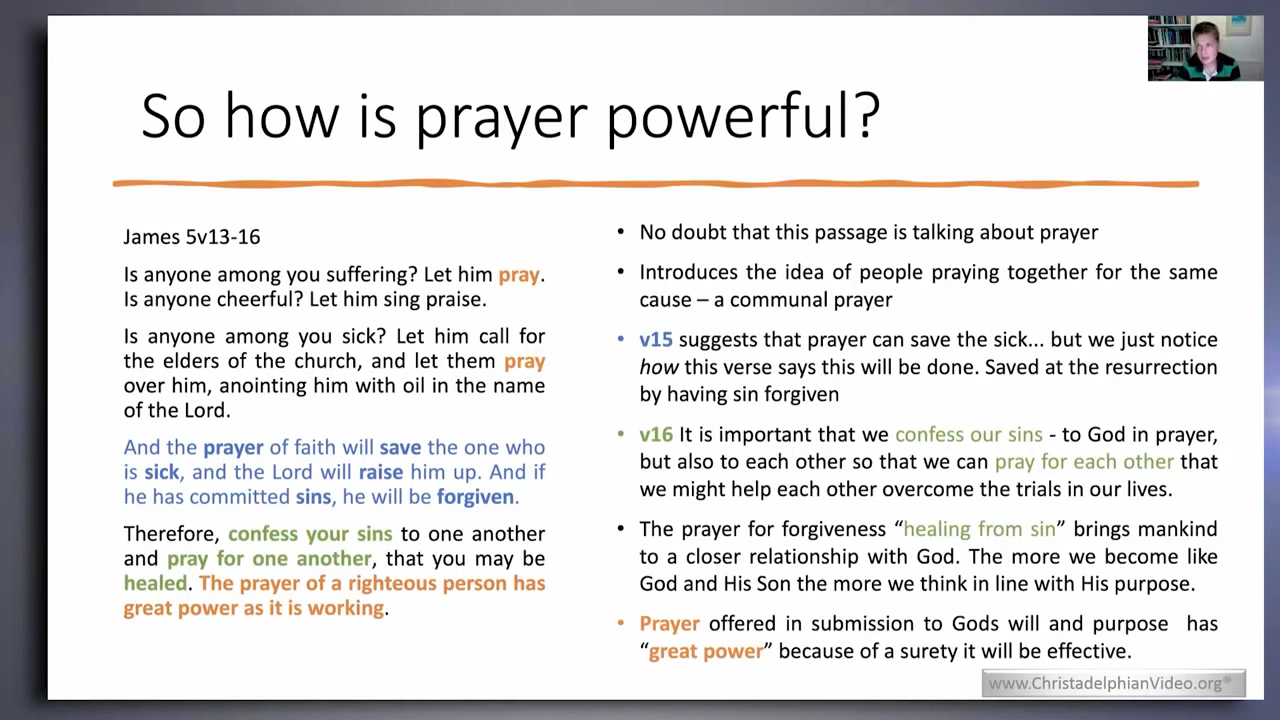 So how is prayer powerful?
James 5v13-16
Is anyone among you suffering? Let him pray.
Is anyone cheerful? Let him sing praise.
Is anyone among you sick? Let him call for
the elders of the church, and let them pray
over him, anointing him with oil in the name
of the Lord.
And the prayer of faith will save the one who
is sick, and the Lord will raise him up. And if
he has committed sins, he will be forgiven.
Therefore, confess your sins to one another
and pray for one another, that you may be
healed. The prayer of a righteous person has
great power as it is working.
• No doubt that this passage is talking about prayer
• Introduces the idea of people praying together for the same
cause – a communal prayer
• v15 suggests that prayer can save the sick... but we just notice
how this verse says this will be done. Saved at the resurrection
by having sin forgiven
• v16 It is important that we confess our sins - to God in prayer,
but also to each other so that we can pray for each other that
we might help each other overcome the trials in our lives.
• The prayer for forgiveness “healing from sin” brings mankind
to a closer relationship with God. The more we become like
God and His Son the more we think in line with His purpose.
• Prayer offered in submission to Gods will and purpose has
“great power” because of a surety it will be effective.
www.ChristadelphianVideo.org®